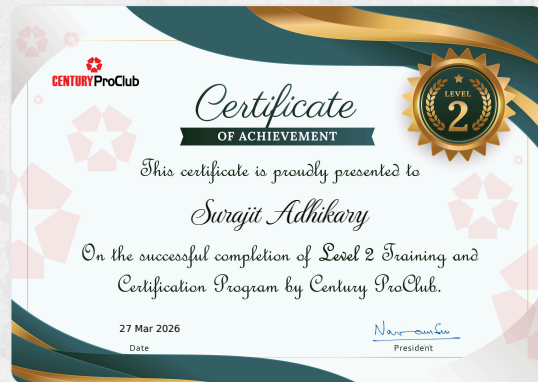 CENTURY ProClub
LEVEL
2
Certificate
OF ACHIEVEMENT
This certificate is proudly presented to
Surajit Adhikary
On the successful completion of Level 2 Training and
Certification Program by Century ProClub.
27 Mar 2026
Date
President